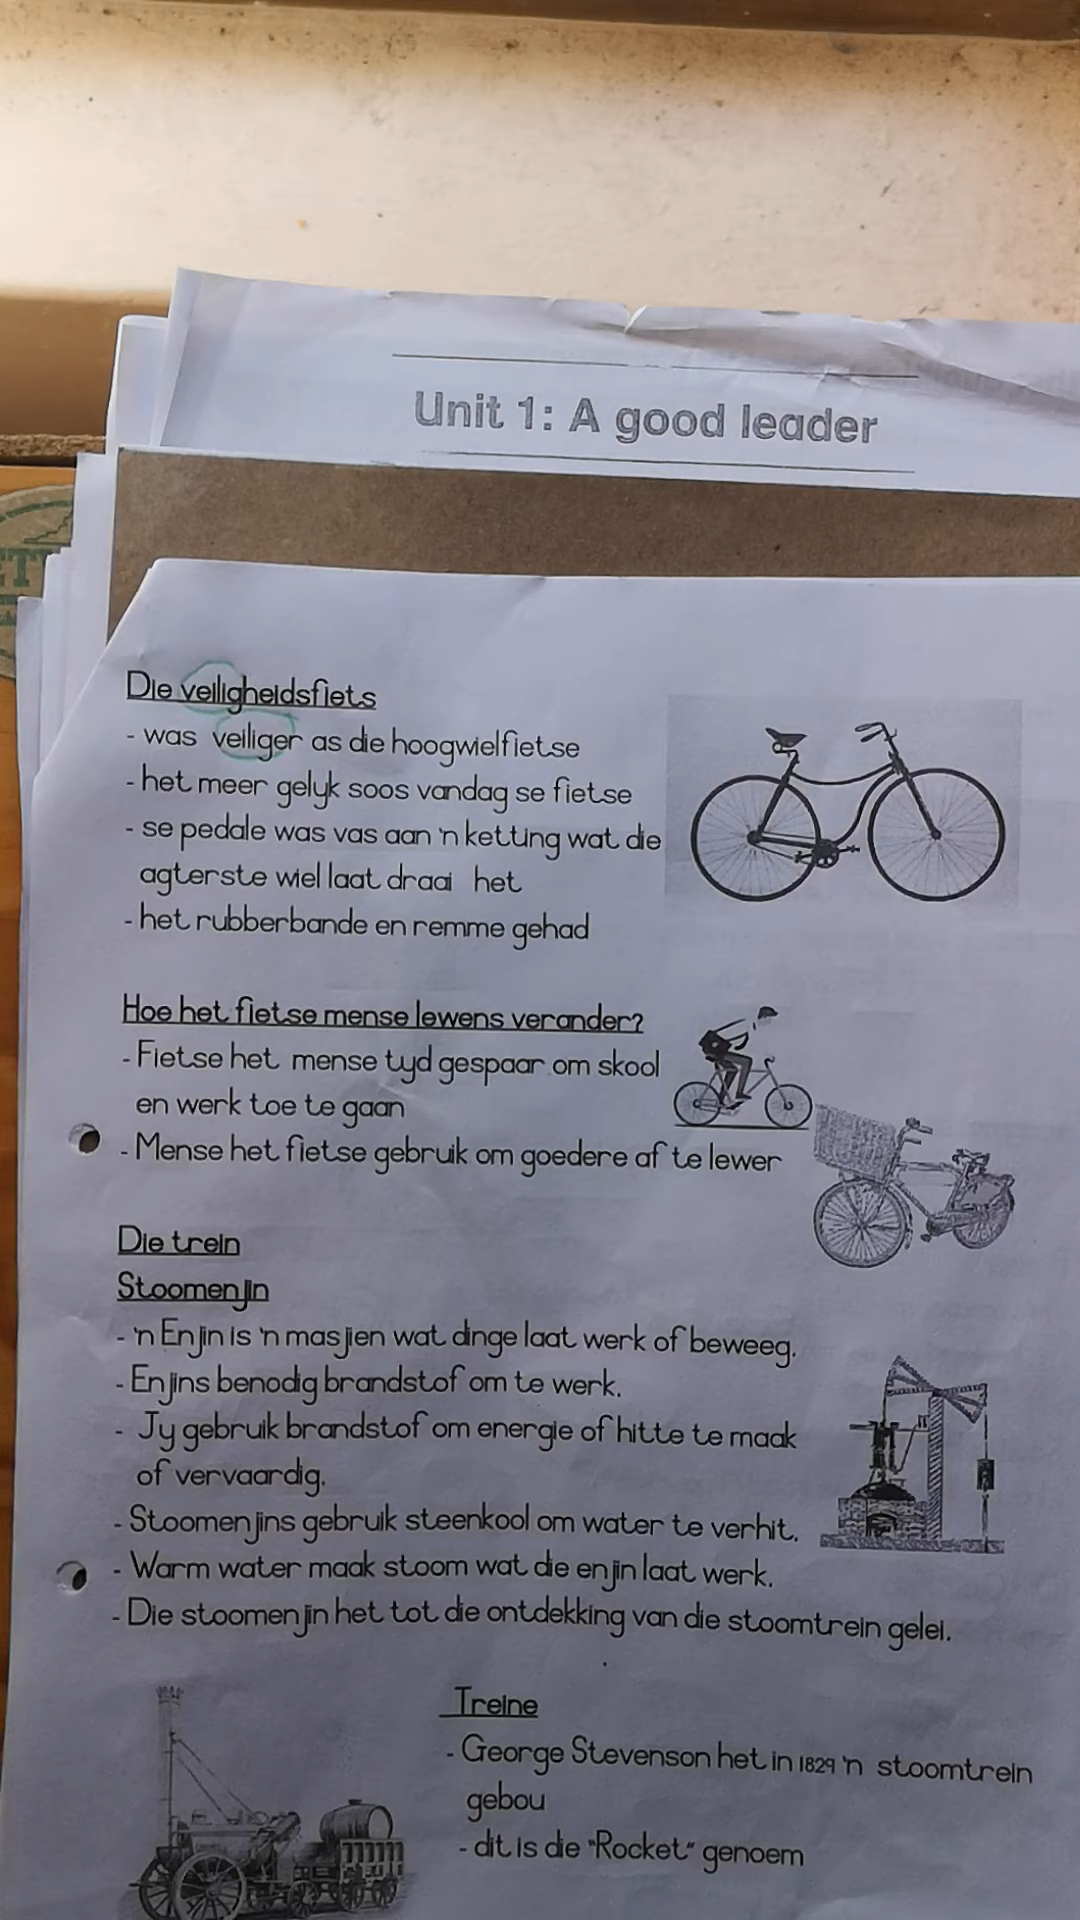 Unit 1: A good leader
Die veiligheidsfiets
- was veiliger as die hoogwielfietse
- het meer gelyk soos vandag se fietse
- se pedale was vas aan 'n ketting wat die
agterste wiel laat draai het
- het rubberbande en remme gehad
Hoe het fietse mense lewens verander?
- Fietse het mense tyd gespaar om skool
en werk toe te gaan
- Mense het fietse gebruik om goedere af te lewer
Die trein
Stoomenjin
- 'n Enjin is 'n masjien wat dinge laat werk of beweeg.
- Enjins benodig brandstof om te werk.
- Jy gebruik brandstof om energie of hitte te maak
of vervaardig.
- Stoomenjins gebruik steenkool om water te verhit.
- Warm water maak stoom wat die enjin laat werk.
- Die stoomenjin het tot die ontdekking van die stoomtrein gelei.
Treine
- George Stevenson het in 1829 'n stoomtrein
gebou
- dit is die "Rocket" genoem